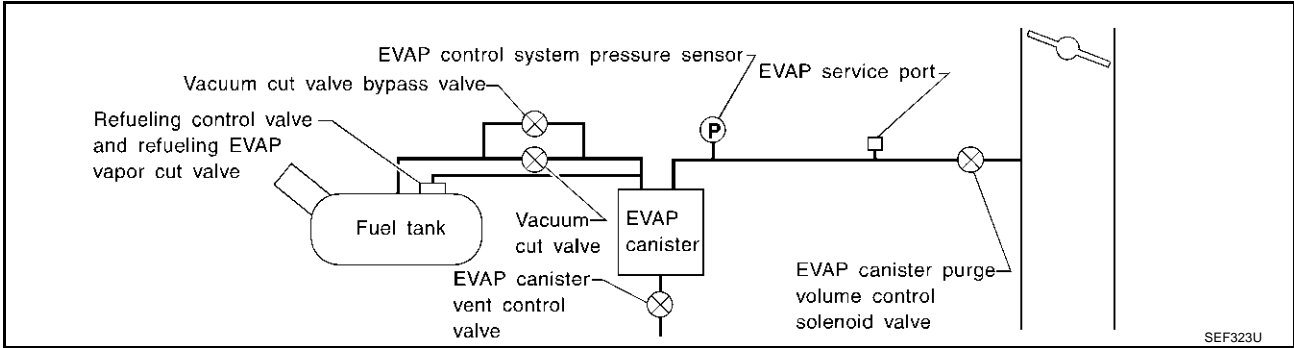 EVAP control system pressure sensor
EVAP service port
Vacuum cut valve bypass valve
Refueling control valve
and refueling EVAP
vapor cut valve
P
Fuel tank
Vacuum
cut valve
EVAP
canister
EVAP canister
vent control
valve
EVAP canister purge
volume control
solenoid valve
SEF323U